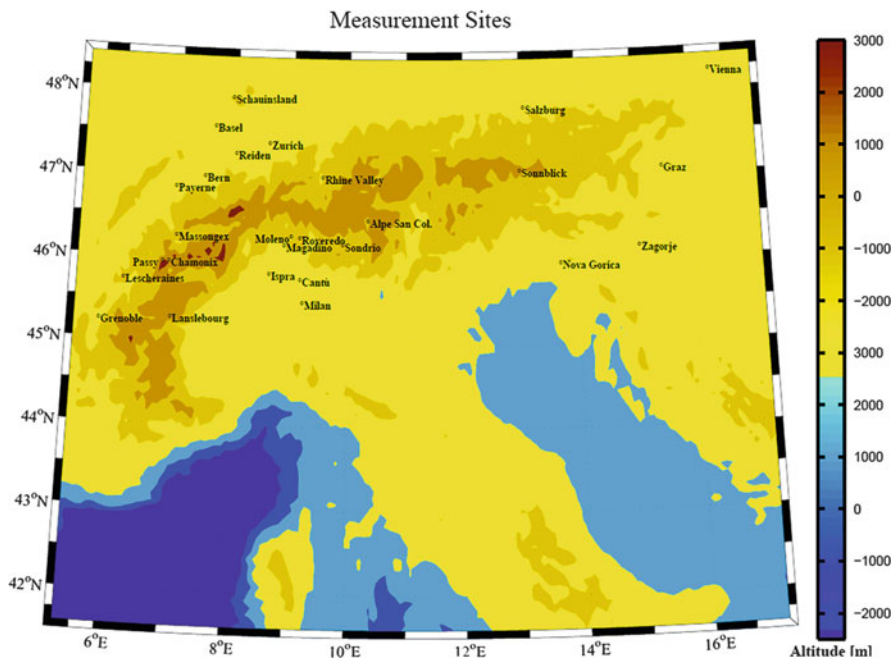 Measurement Sites
48°N
47°N
46°N
45°N
44°N
43°N
42°N
Vienna
Schauinsland
Salzburg
Basel
Zurich
Reiden
Graz
Bern
Payerne
Rhine Valley
Sonnblick
Alpe San Col.
Massongex
Moleno
Roveredo
Magadino
Sondrio
Zagorje
Passy
Chamonix
Nova Gorica
Lescheraines
Ispra
Cantù
Milan
Grenoble
Lanslebourg
6°E
8°E
10°E
12°E
14°E
16°E
3000
2000
1000
0
1000
2000
3000
2000
1000
0
-1000
-2000
Altitude [m]